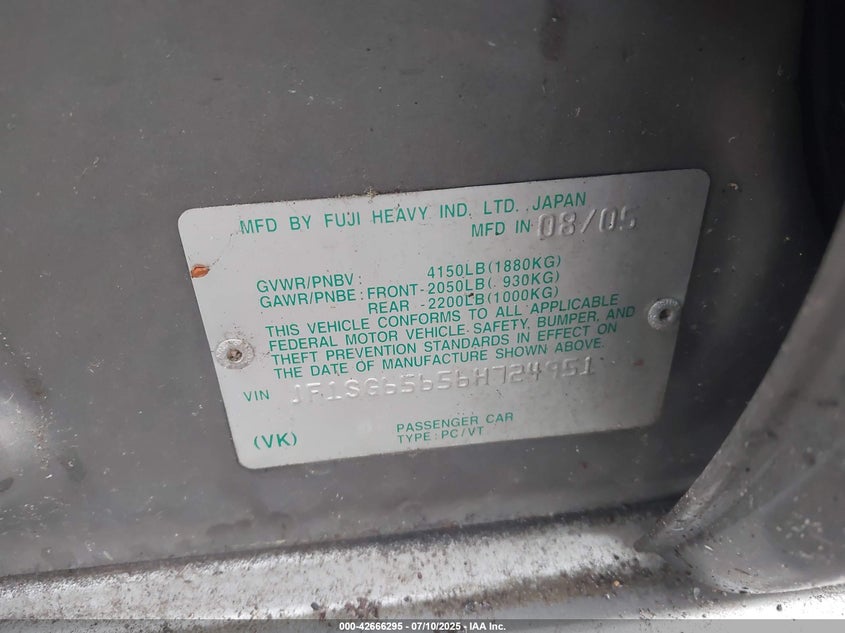 MFD BY FUJI HEAVY IND. LTD. JAPAN
MFD IN 08/05
GVWR/PNBV : 4150LB(1880KG)
GAWR/PNBE : FRONT-2050LB( 930KG)
REAR -2200LB(1000KG)
THIS VEHICLE CONFORMS TO ALL APPLICABLE
FEDERAL MOTOR VEHICLE SAFETY, BUMPER, AND
THEFT PREVENTION STANDARDS IN EFFECT ON
THE DATE OF MANUFACTURE SHOWN ABOVE.
VIN JF1SG65656H724951
(VK)
PASSENGER CAR
TYPE : PC/VT
000-42666295 - 07/10/2025 - IAA Inc.